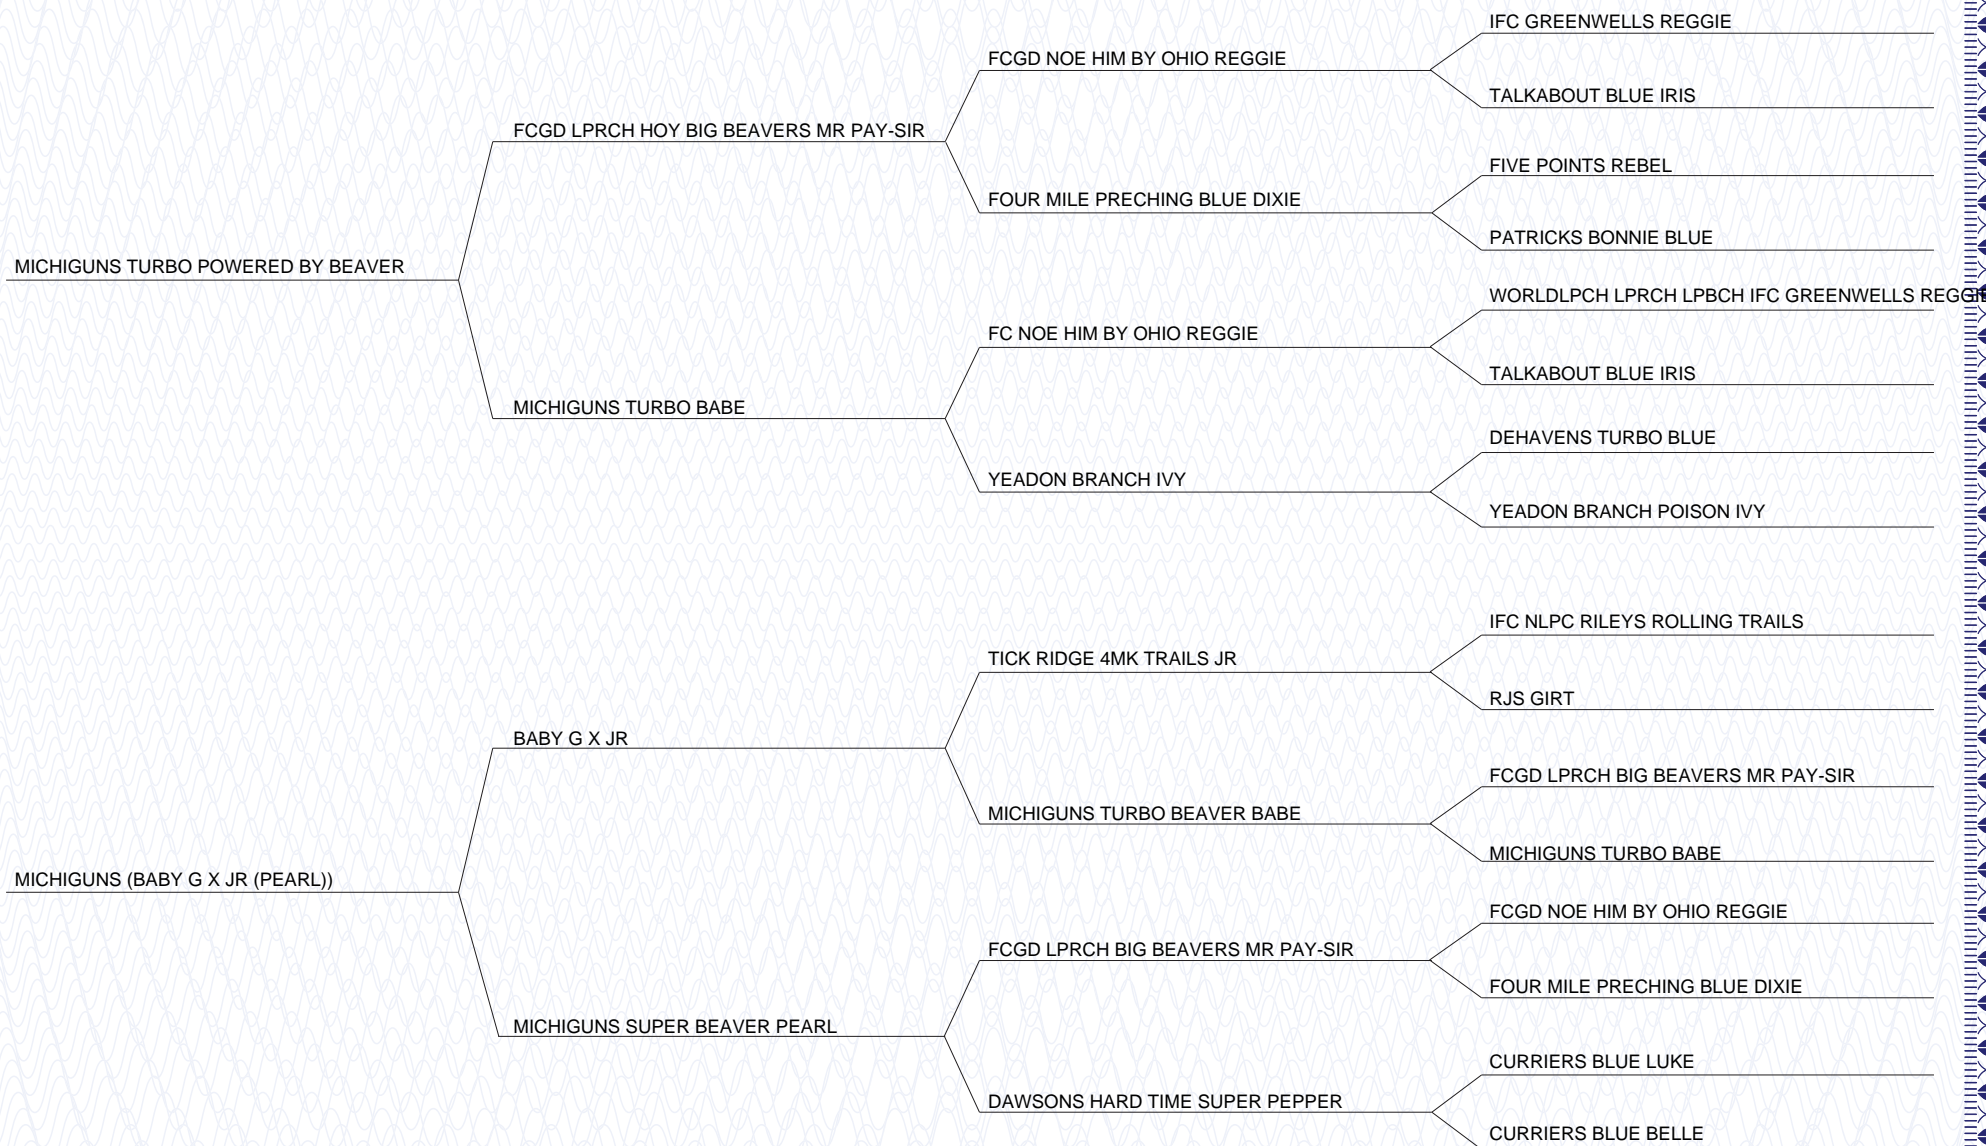 IFC GREENWELLS REGGIE
FCGD NOE HIM BY OHIO REGGIE
TALKABOUT BLUE IRIS
FCGD LPRCH HOY BIG BEAVERS MR PAY-SIR
FIVE POINTS REBEL
FOUR MILE PRECHING BLUE DIXIE
PATRICKS BONNIE BLUE
MICHIGUNS TURBO POWERED BY BEAVER
WORLDLPCH LPRCH LPBCH IFC GREENWELLS REGGIE
FC NOE HIM BY OHIO REGGIE
TALKABOUT BLUE IRIS
MICHIGUNS TURBO BABE
DEHAVENS TURBO BLUE
YEADON BRANCH IVY
YEADON BRANCH POISON IVY
IFC NLPC RILEYS ROLLING TRAILS
TICK RIDGE 4MK TRAILS JR
RJS GIRT
BABY G X JR
FCGD LPRCH BIG BEAVERS MR PAY-SIR
MICHIGUNS TURBO BEAVER BABE
MICHIGUNS TURBO BABE
MICHIGUNS (BABY G X JR (PEARL))
FCGD NOE HIM BY OHIO REGGIE
FCGD LPRCH BIG BEAVERS MR PAY-SIR
FOUR MILE PRECHING BLUE DIXIE
MICHIGUNS SUPER BEAVER PEARL
CURRIERS BLUE LUKE
DAWSONS HARD TIME SUPER PEPPER
CURRIERS BLUE BELLE